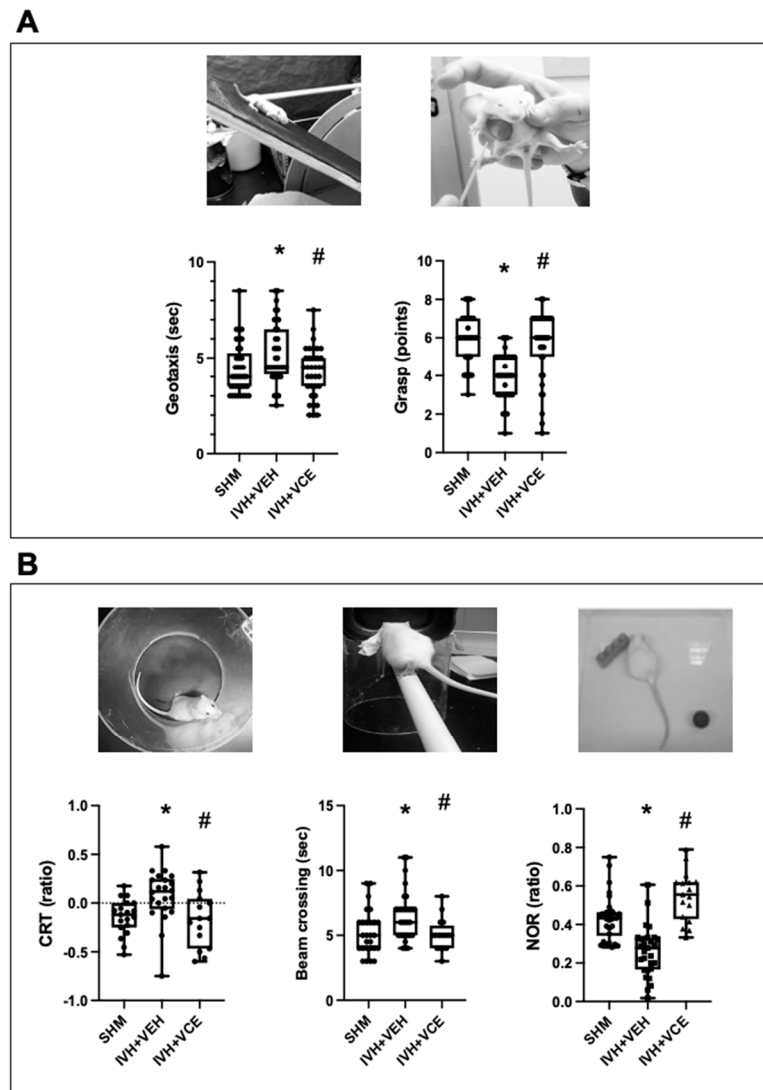 A
* #
10
5
0
Geotaxis (sec)
SHM
IVH+VEH
IVH+VCE
* #
10
8
6
4
2
0
Grasp (points)
SHM
IVH+VEH
IVH+VCE
B
* #
1.0
0.5
0.0
-0.5
-1.0
CRT (ratio)
SHM
IVH+VEH
IVH+VCE
* #
15
10
5
0
Beam crossing (sec)
SHM
IVH+VEH
IVH+VCE
* #
1.0
0.8
0.6
0.4
0.2
0.0
NOR (ratio)
SHM
IVH+VEH
IVH+VCE